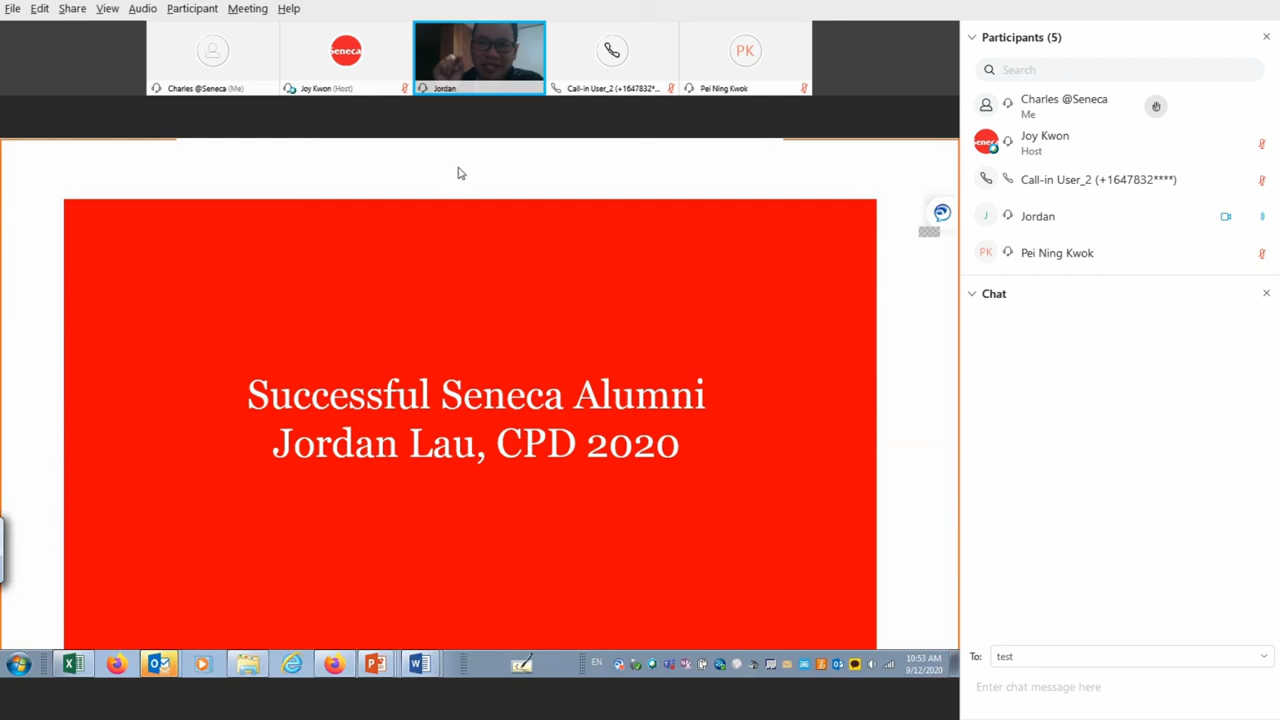 File Edit Share View Audio Participant Meeting Help
Seneca
PK
Charles @Seneca (Me)
Joy Kwon (Host)
Jordan
Call-in User_2 (+1647832*...
Pei Ning Kwok
Successful Seneca Alumni
Jordan Lau, CPD 2020
EN
10:53 AM
9/12/2020
Participants (5)
Search
Charles @Seneca
Me
Seneca
Joy Kwon
Host
Call-in User_2 (+1647832****)
J
Jordan
PK
Pei Ning Kwok
Chat
To: test
Enter chat message here